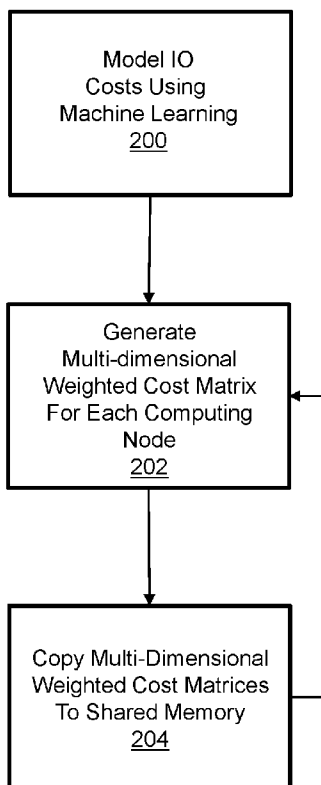 Model IO
Costs Using
Machine Learning
200
Generate
Multi-dimensional
Weighted Cost Matrix
For Each Computing
Node
202
Copy Multi-Dimensional
Weighted Cost Matrices
To Shared Memory
204